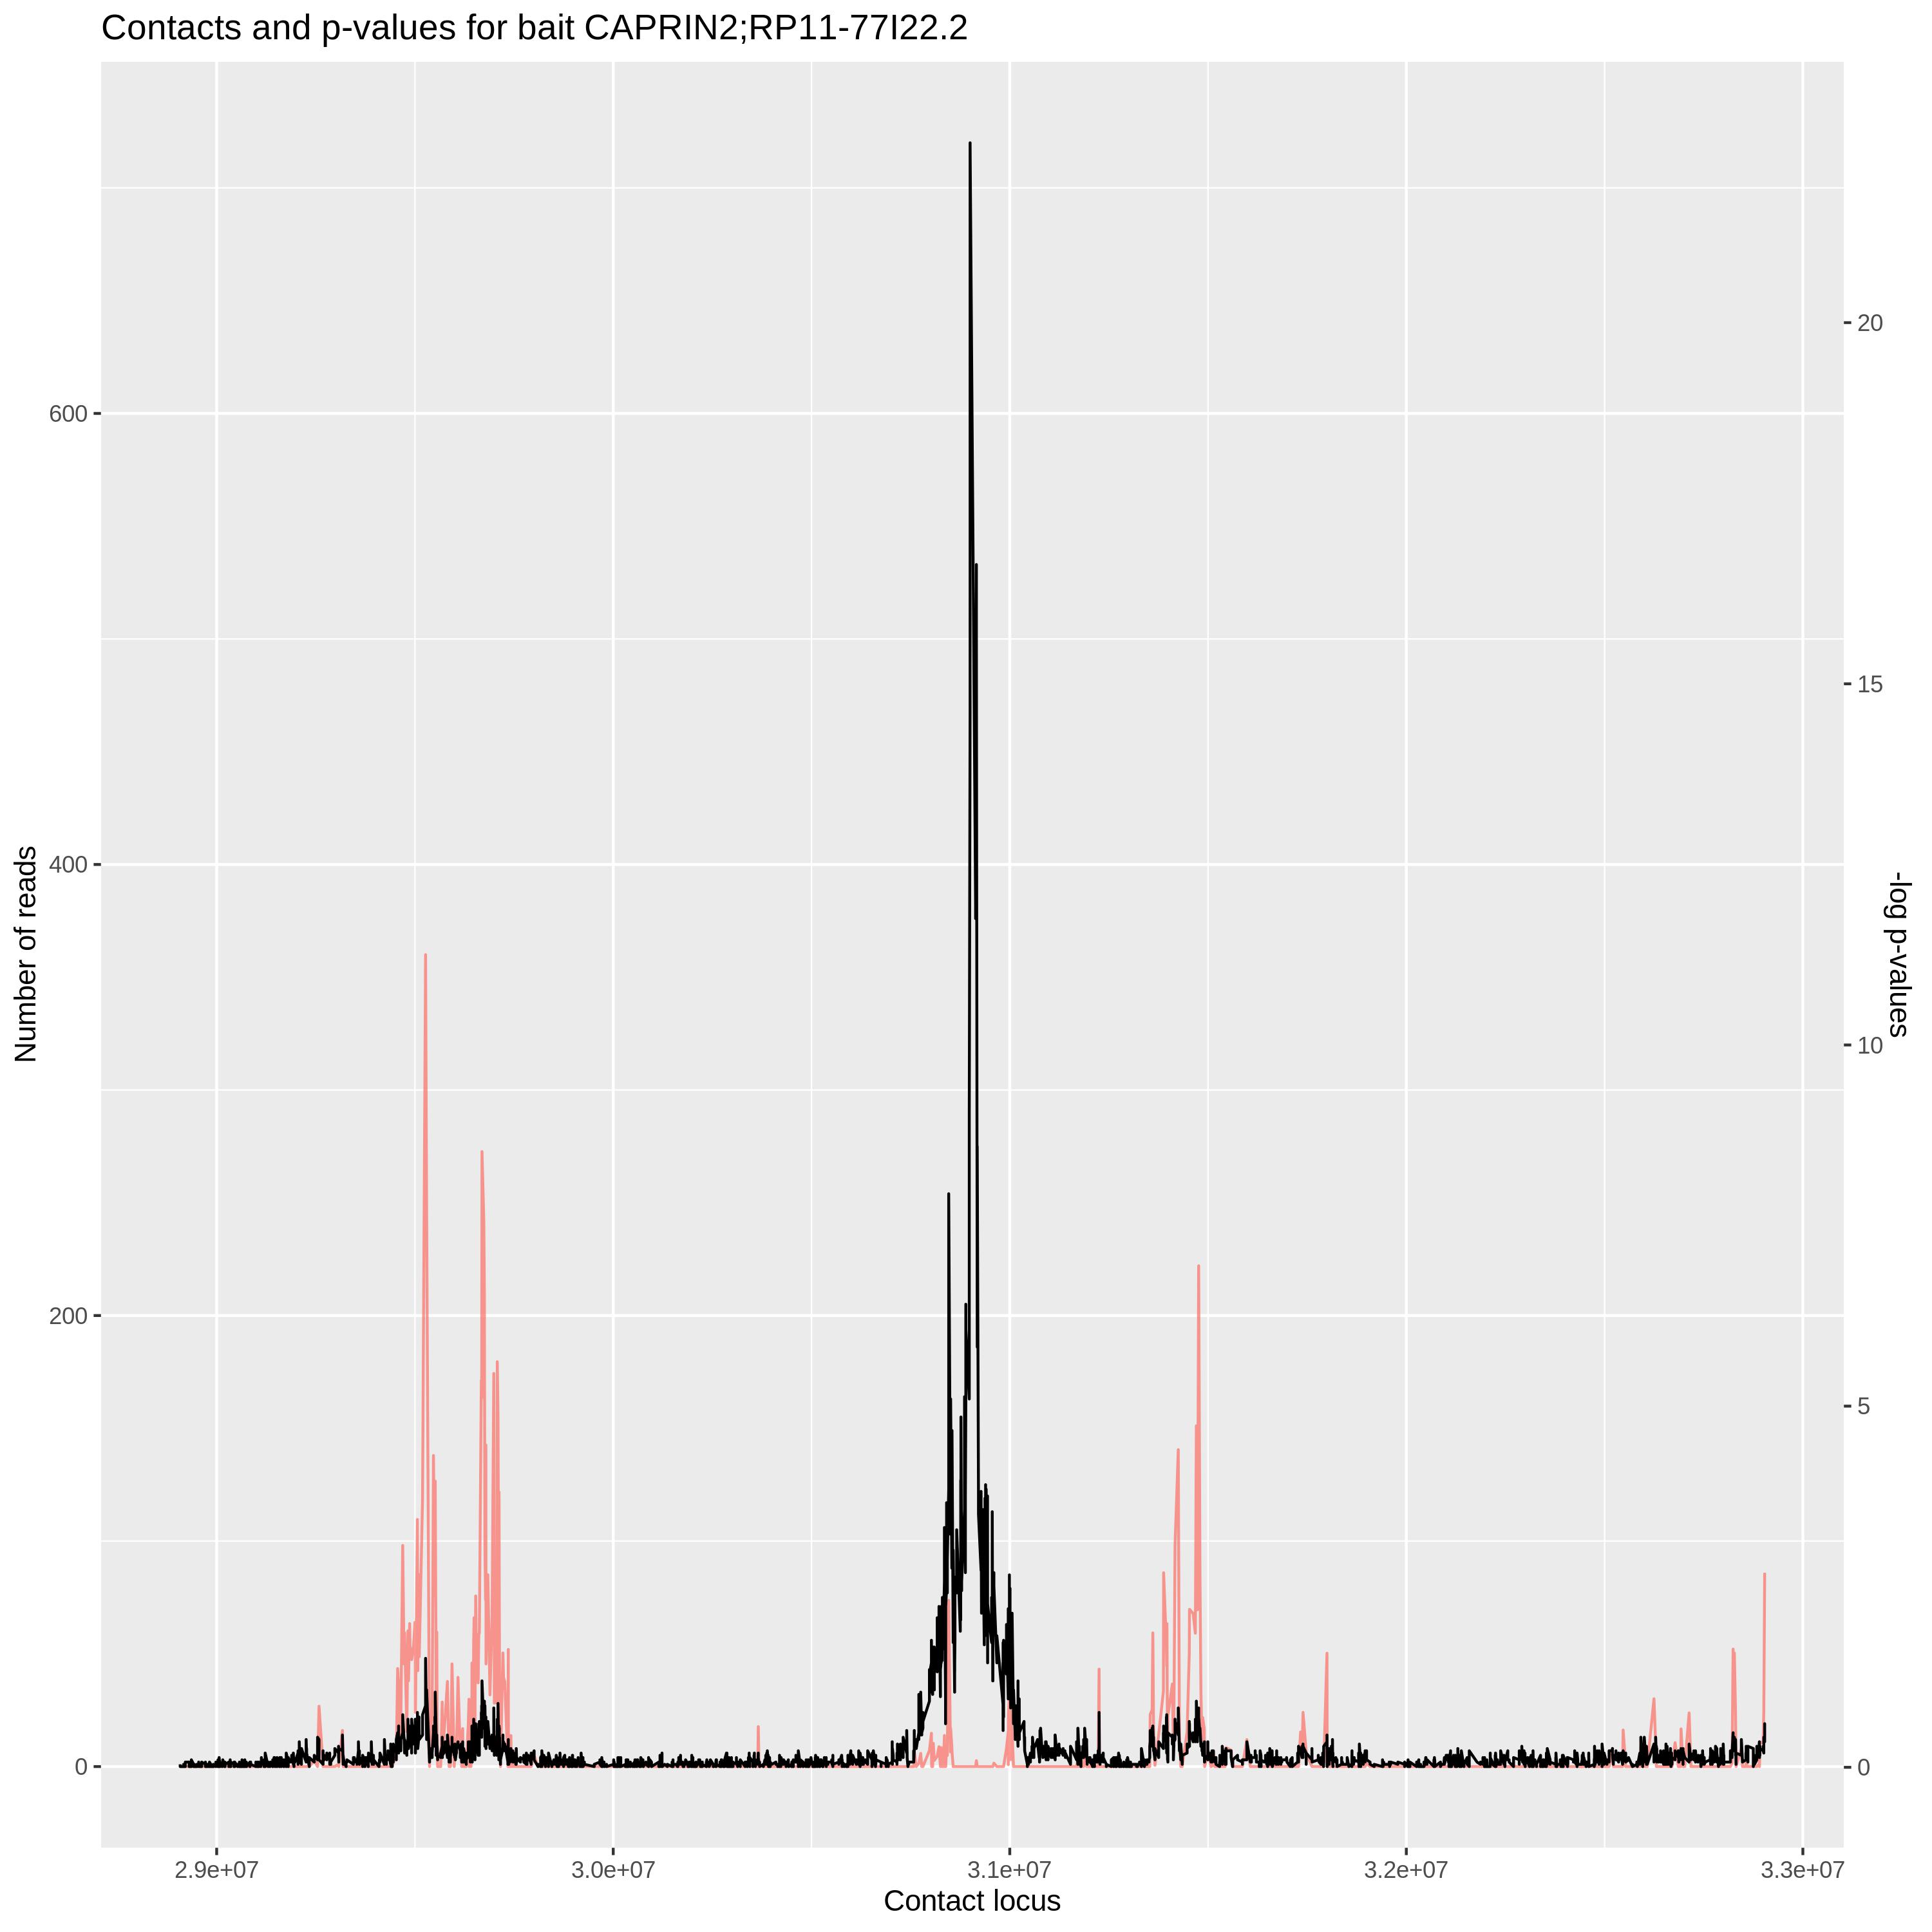 Contacts and p-values for bait CAPRIN2;RP11-77I22.2
Number of reads
600
400
200
0
20
15
10
5
0
-log p-values
2.9e+07 3.0e+07 3.1e+07 3.2e+07 3.3e+07
Contact locus